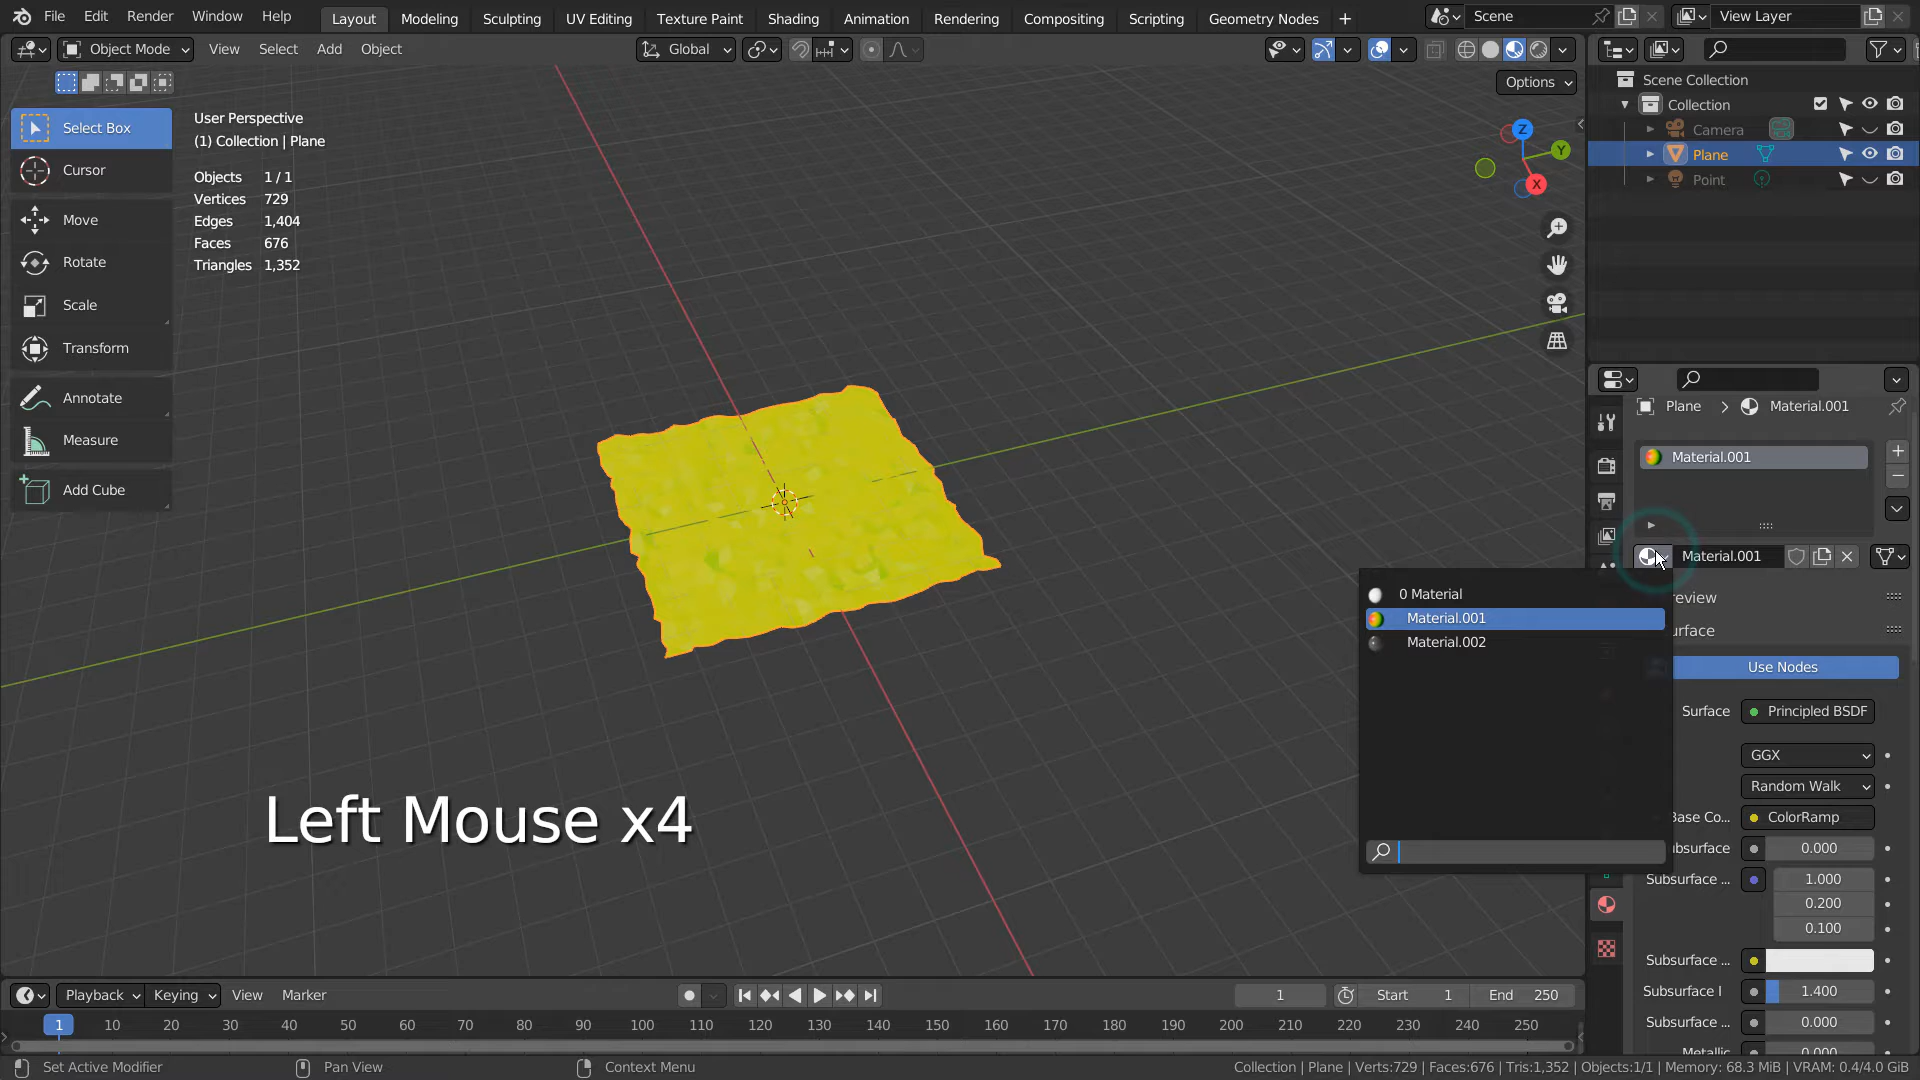 File Edit Render Window Help Layout Modeling Sculpting UV Editing Texture Paint Shading Animation Rendering Compositing Scripting Geometry Nodes + Scene View Layer
Object Mode View Select Add Object Global
Options
Select Box
Cursor
Move
Rotate
Scale
Transform
Annotate
Measure
Add Cube
User Perspective
(1) Collection | Plane
Objects 1 / 1
Vertices 729
Edges 1,404
Faces 676
Triangles 1,352
Z
Y
X
Scene Collection
Collection
Camera
Plane
Point
Plane > Material.001
Material.001
Material.001
0 Material
Material.001
Material.002
review
urface
Use Nodes
Surface Principled BSDF
GGX
Random Walk
Base Co... ColorRamp
ubsurface 0.000
Subsurface ... 1.000
0.200
0.100
Subsurface ...
Subsurface I 1.400
Subsurface ... 0.000
Metallic 0.000
Left Mouse x4
Playback Keying View Marker 1 Start 1 End 250
1 10 20 30 40 50 60 70 80 90 100 110 120 130 140 150 160 170 180 190 200 210 220 230 240 250
Set Active Modifier Pan View Context Menu Collection | Plane | Verts:729 | Faces:676 | Tris:1,352 | Objects:1/1 | Memory: 68.3 MiB | VRAM: 0.4/4.0 GiB